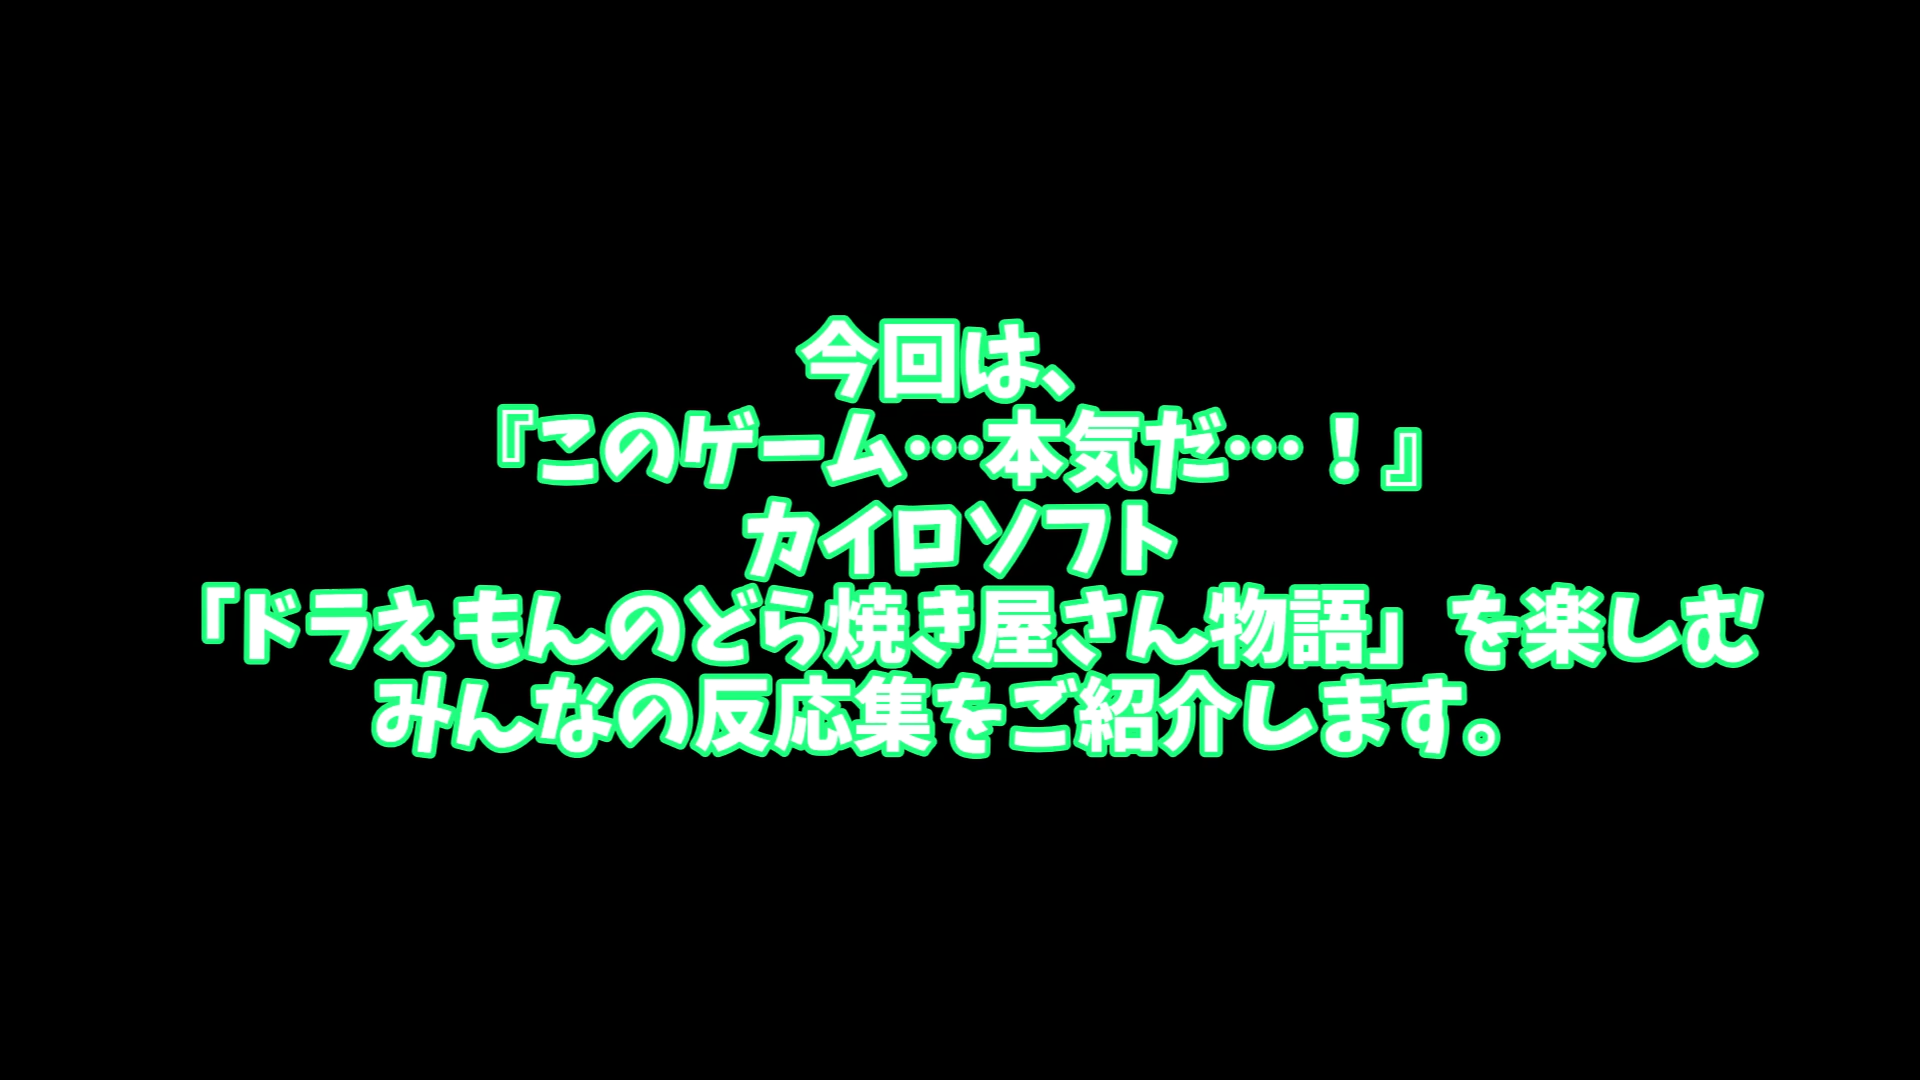 今回は、
『このゲーム…本気だ…！』
カイロソフト
「ドラえもんのどら焼き屋さん物語」を楽しむ
みんなの反応集をご紹介します。